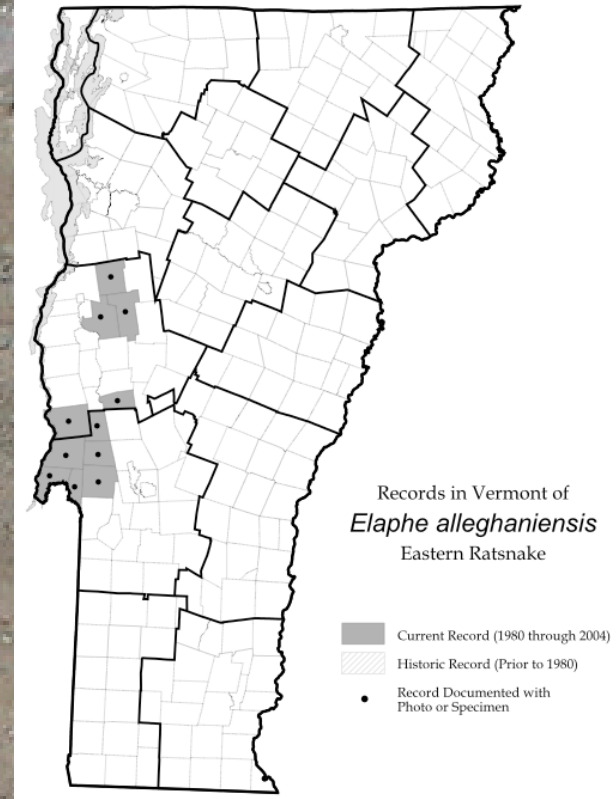 Records in Vermont of
Elaphe alleghaniensis
Eastern Ratsnake
Current Record (1980 through 2004)
Historic Record (Prior to 1980)
Record Documented with
Photo or Specimen